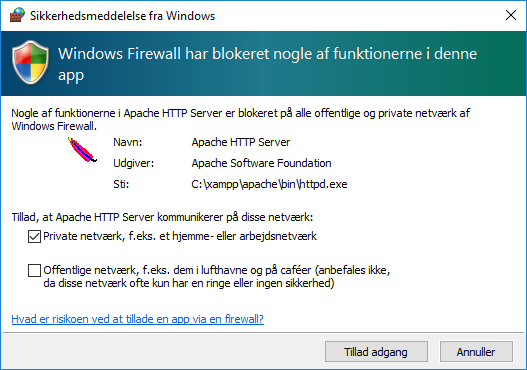 Sikkerhedsmeddelelse fra Windows
Windows Firewall har blokeret nogle af funktionerne i denne
app
Nogle af funktionerne i Apache HTTP Server er blokeret på alle offentlige og private netværk af
Windows Firewall.
Navn: Apache HTTP Server
Udgiver: Apache Software Foundation
Sti: C:\xampp\apache\bin\httpd.exe
Tillad, at Apache HTTP Server kommunikerer på disse netværk:
Private netværk, f.eks. et hjemme- eller arbejdsnetværk
Offentlige netværk, f.eks. dem i lufthavne og på caféer (anbefales ikke,
da disse netværk ofte kun har en ringe eller ingen sikkerhed)
Hvad er risikoen ved at tillade en app via en firewall?
Tillad adgang Annuller